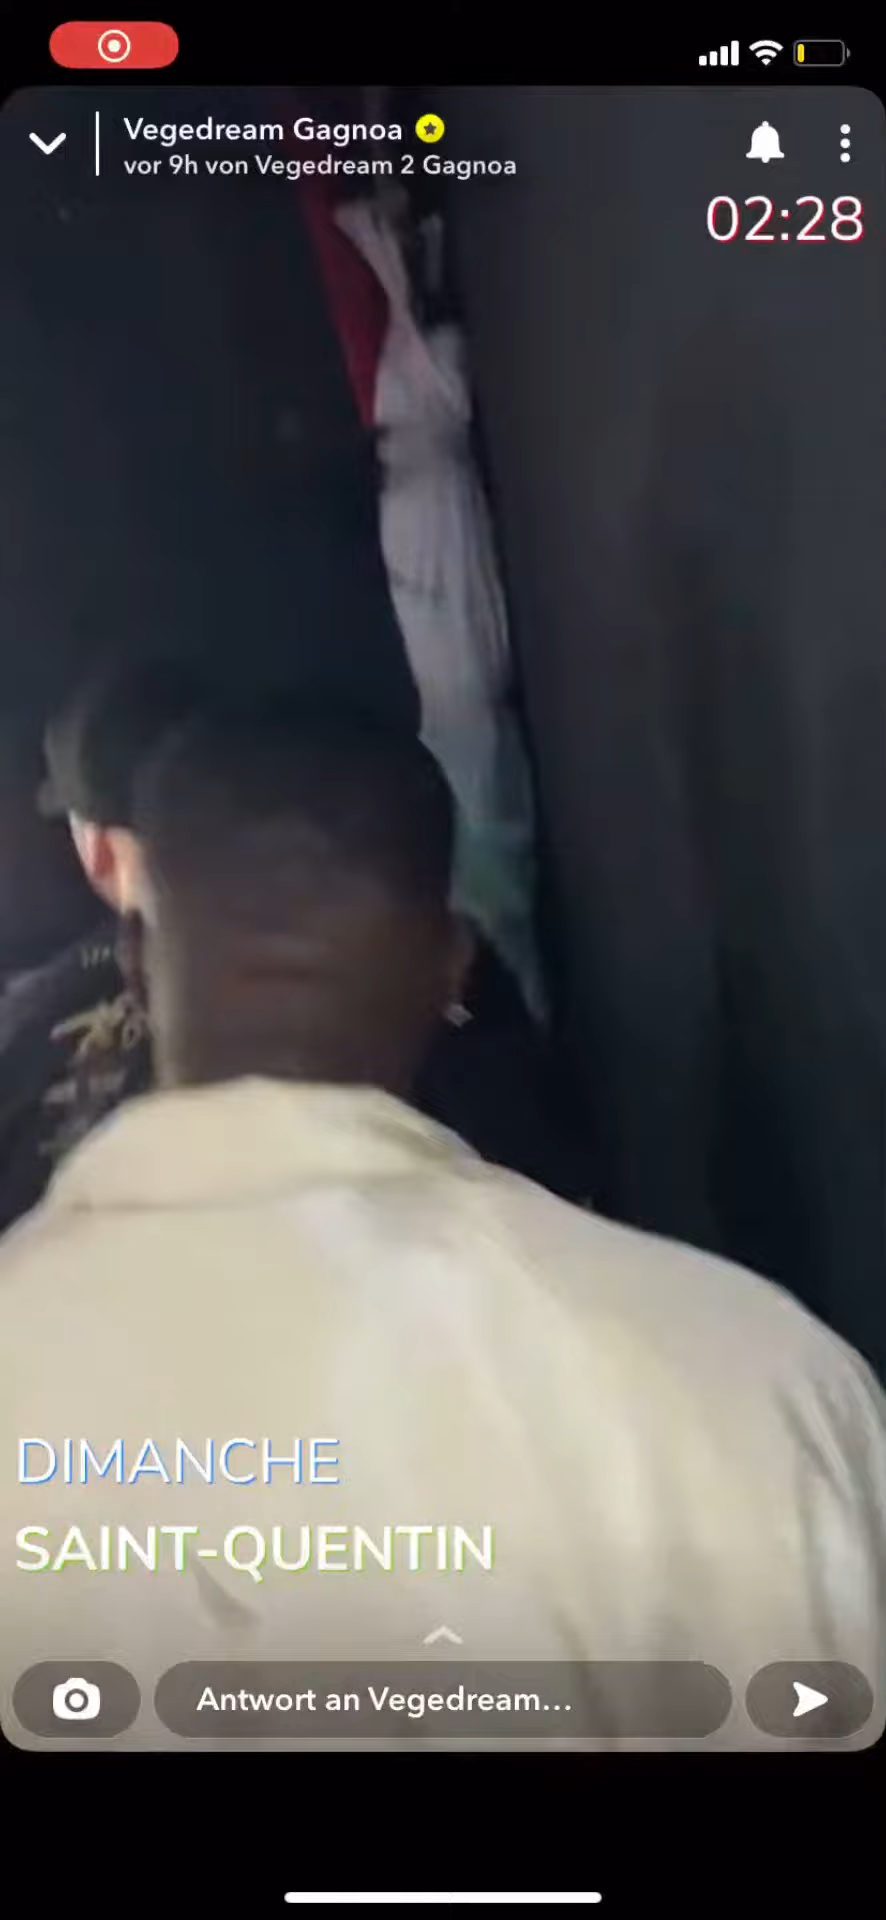 Vegedream Gagnoa
vor 9h von Vegedream 2 Gagnoa
02:28
DIMANCHE
SAINT-QUENTIN
Antwort an Vegedream...